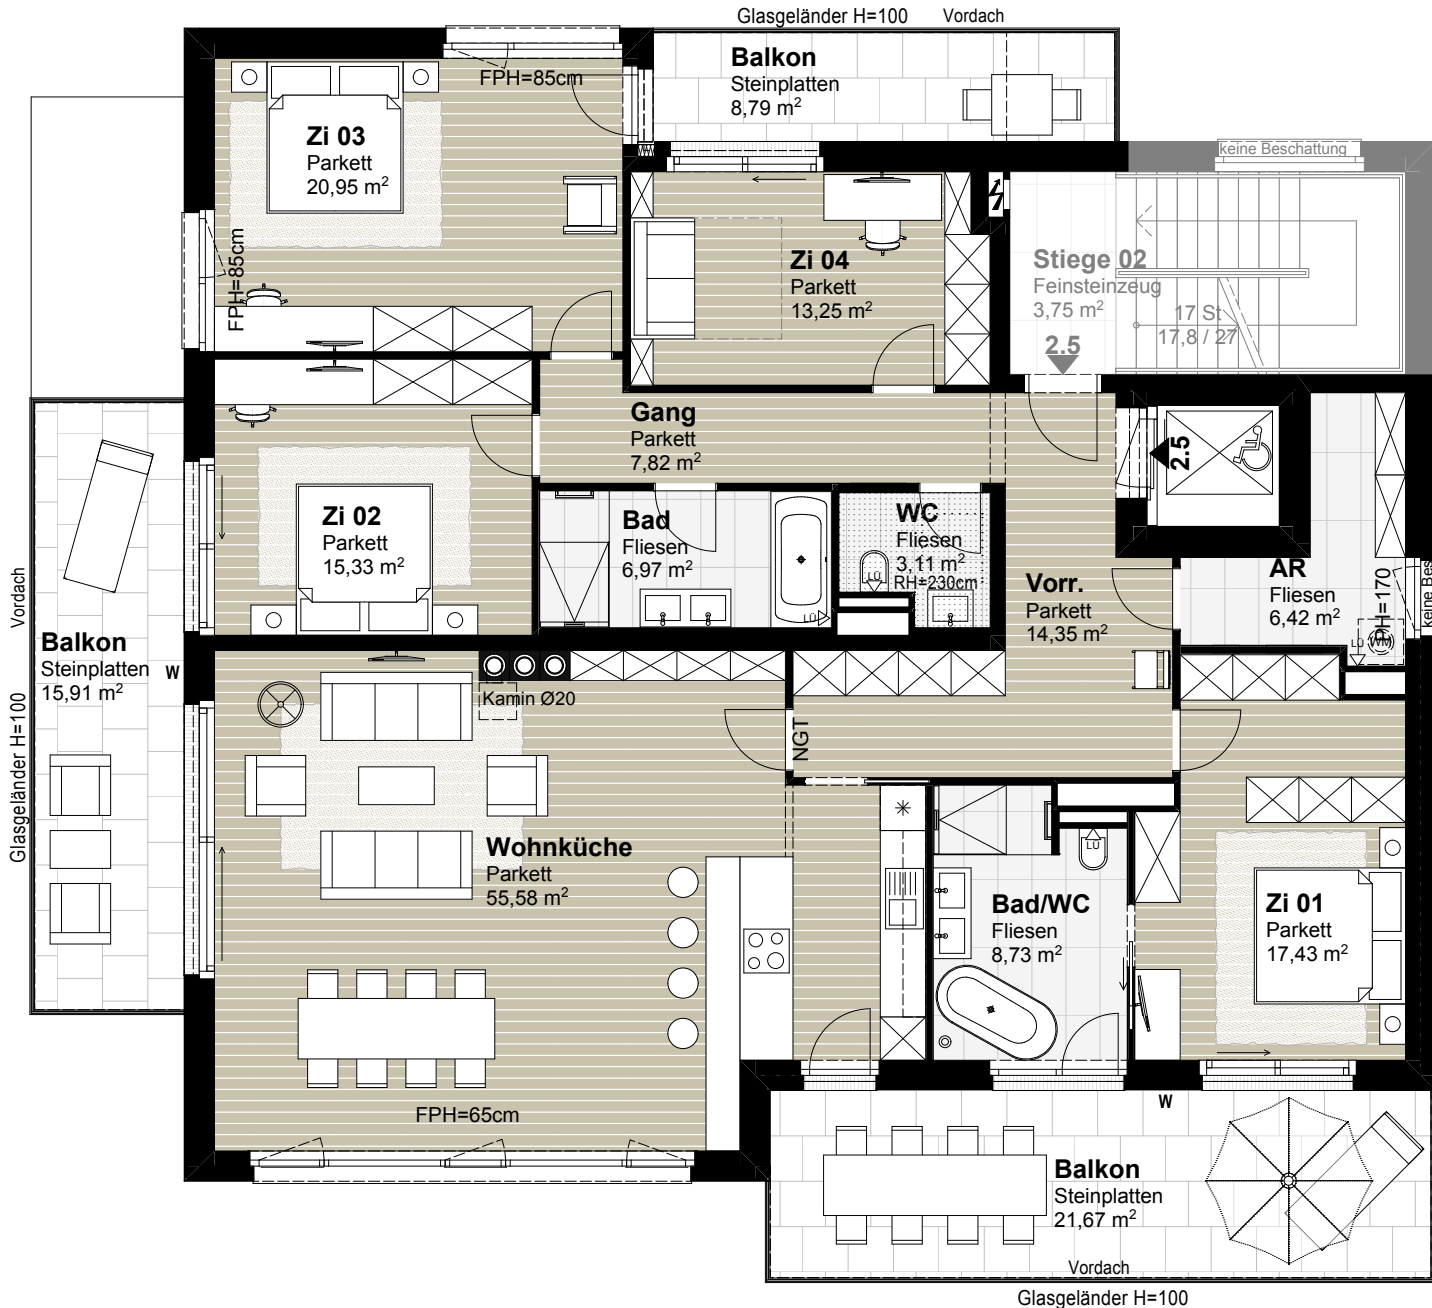 Glasgeländer H=100 Vordach
Balkon
Steinplatten
8,79 m²
FPH=85cm
Zi 03
Parkett
20,95 m²
FPH=85cm
W
keine Beschattung
Zi 04
Parkett
13,25 m²
Stiege 02
Feinsteinzeug
3,75 m²
17 St
17,8 / 27
2.5
2.5
Gang
Parkett
7,82 m²
Zi 02
Parkett
15,33 m²
Bad
Fliesen
6,97 m²
LÜ
WC
Fliesen
3,11 m²
RH=230cm
LÜ
Vorr.
Parkett
14,35 m²
AR
Fliesen
6,42 m²
PH=170
keine Bes
LÜ
WM
Vordach
Glasgeländer H=100
Balkon
Steinplatten
15,91 m²
W
Kamin Ø20
NGT
Wohnküche
Parkett
55,58 m²
FPH=65cm
LÜ
Bad/WC
Fliesen
8,73 m²
Zi 01
Parkett
17,43 m²
W
Balkon
Steinplatten
21,67 m²
Vordach
Glasgeländer H=100